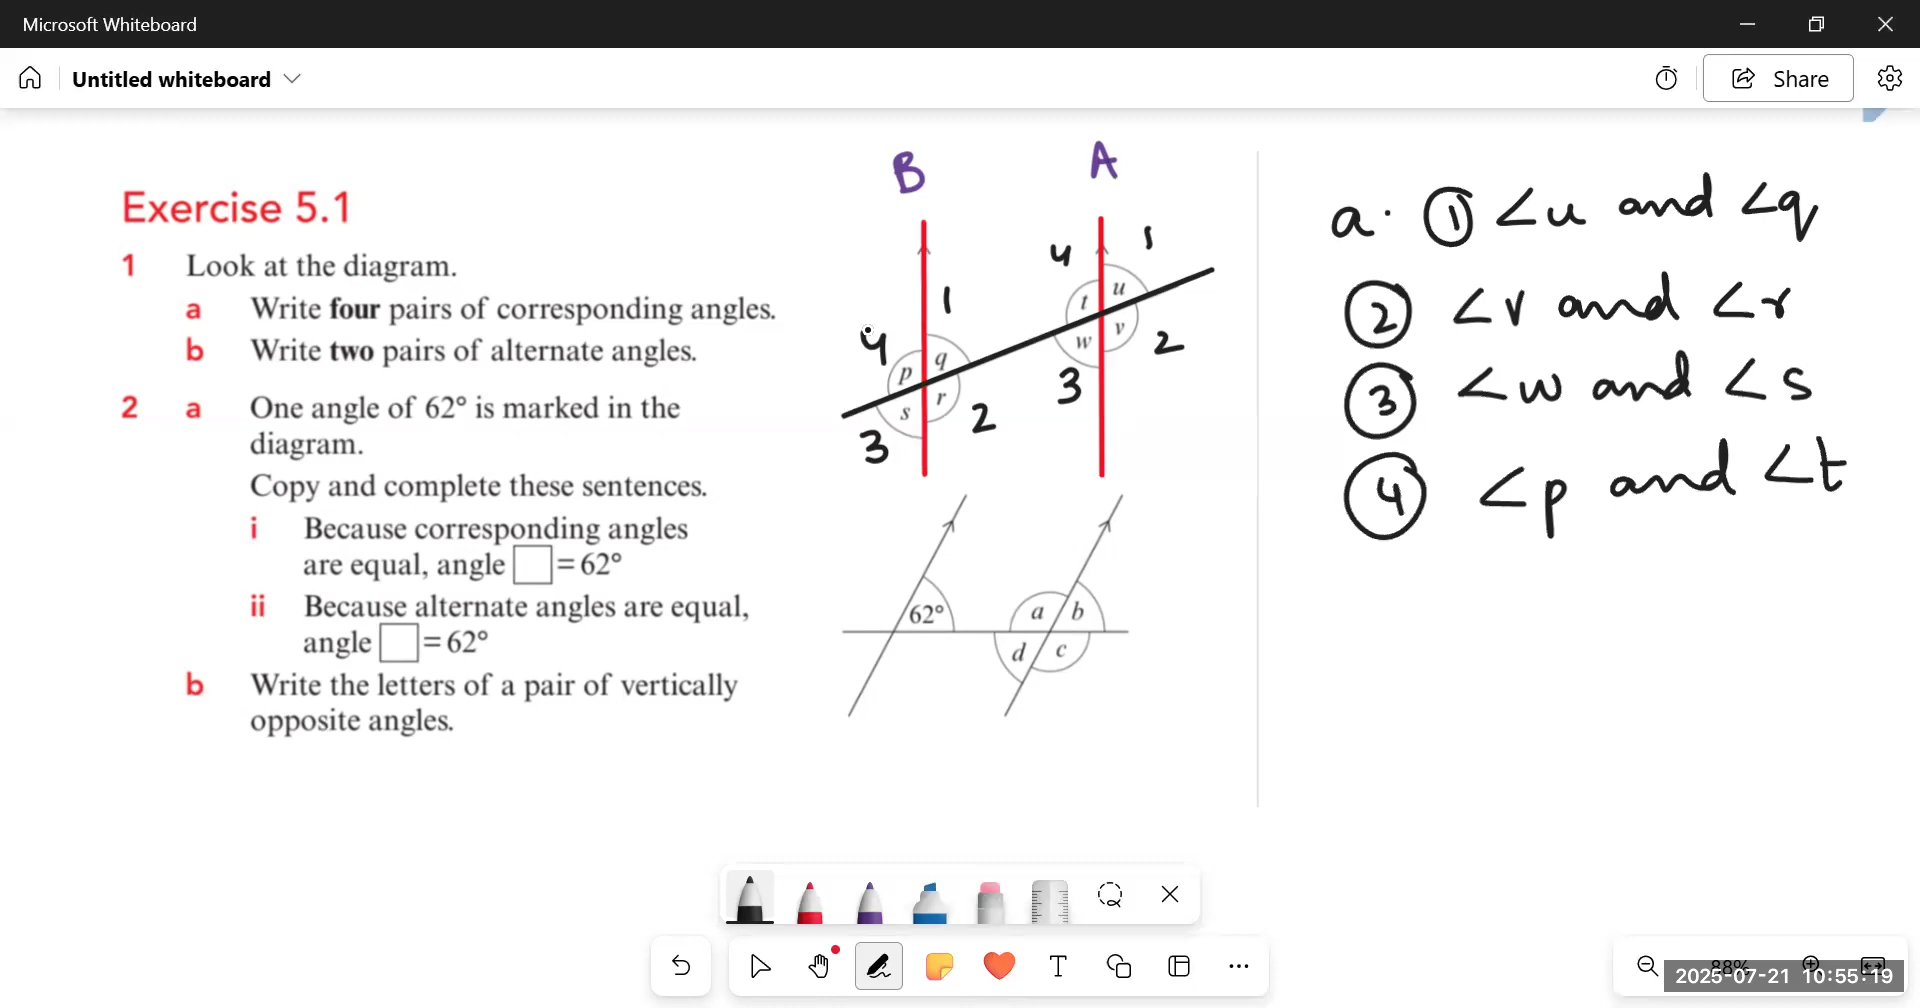 Microsoft Whiteboard
Untitled whiteboard
Share
Exercise 5.1
1 Look at the diagram.
a Write four pairs of corresponding angles.
b Write two pairs of alternate angles.
2 a One angle of 62° is marked in the
diagram.
Copy and complete these sentences.
i Because corresponding angles
are equal, angle □ = 62°
ii Because alternate angles are equal,
angle □ = 62°
b Write the letters of a pair of vertically
opposite angles.
B A
4 1
1
t u
4
w v 2
p q
3
s r 2
3
62° a b
d c
a. ① ∠u and ∠q
② ∠v and ∠r
③ ∠w and ∠s
④ ∠p and ∠t
T
88%
2025-07-21 10:55:19